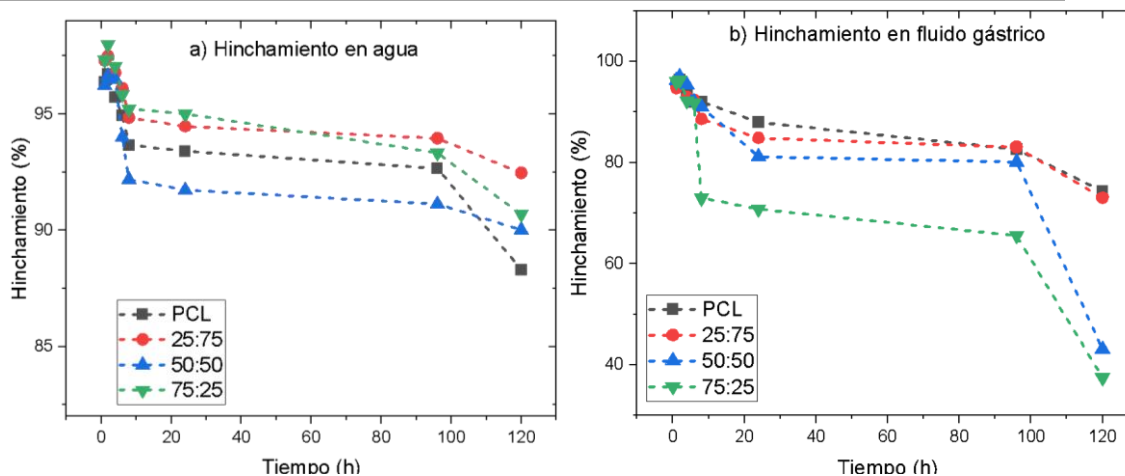 a) Hinchamiento en agua
Hinchamiento (%)
95
90
85
PCL
25:75
50:50
75:25
0 20 40 60 80 100 120
Tiempo (h)
b) Hinchamiento en fluido gástrico
Hinchamiento (%)
100
80
60
40
PCL
25:75
50:50
75:25
0 20 40 60 80 100 120
Tiempo (h)